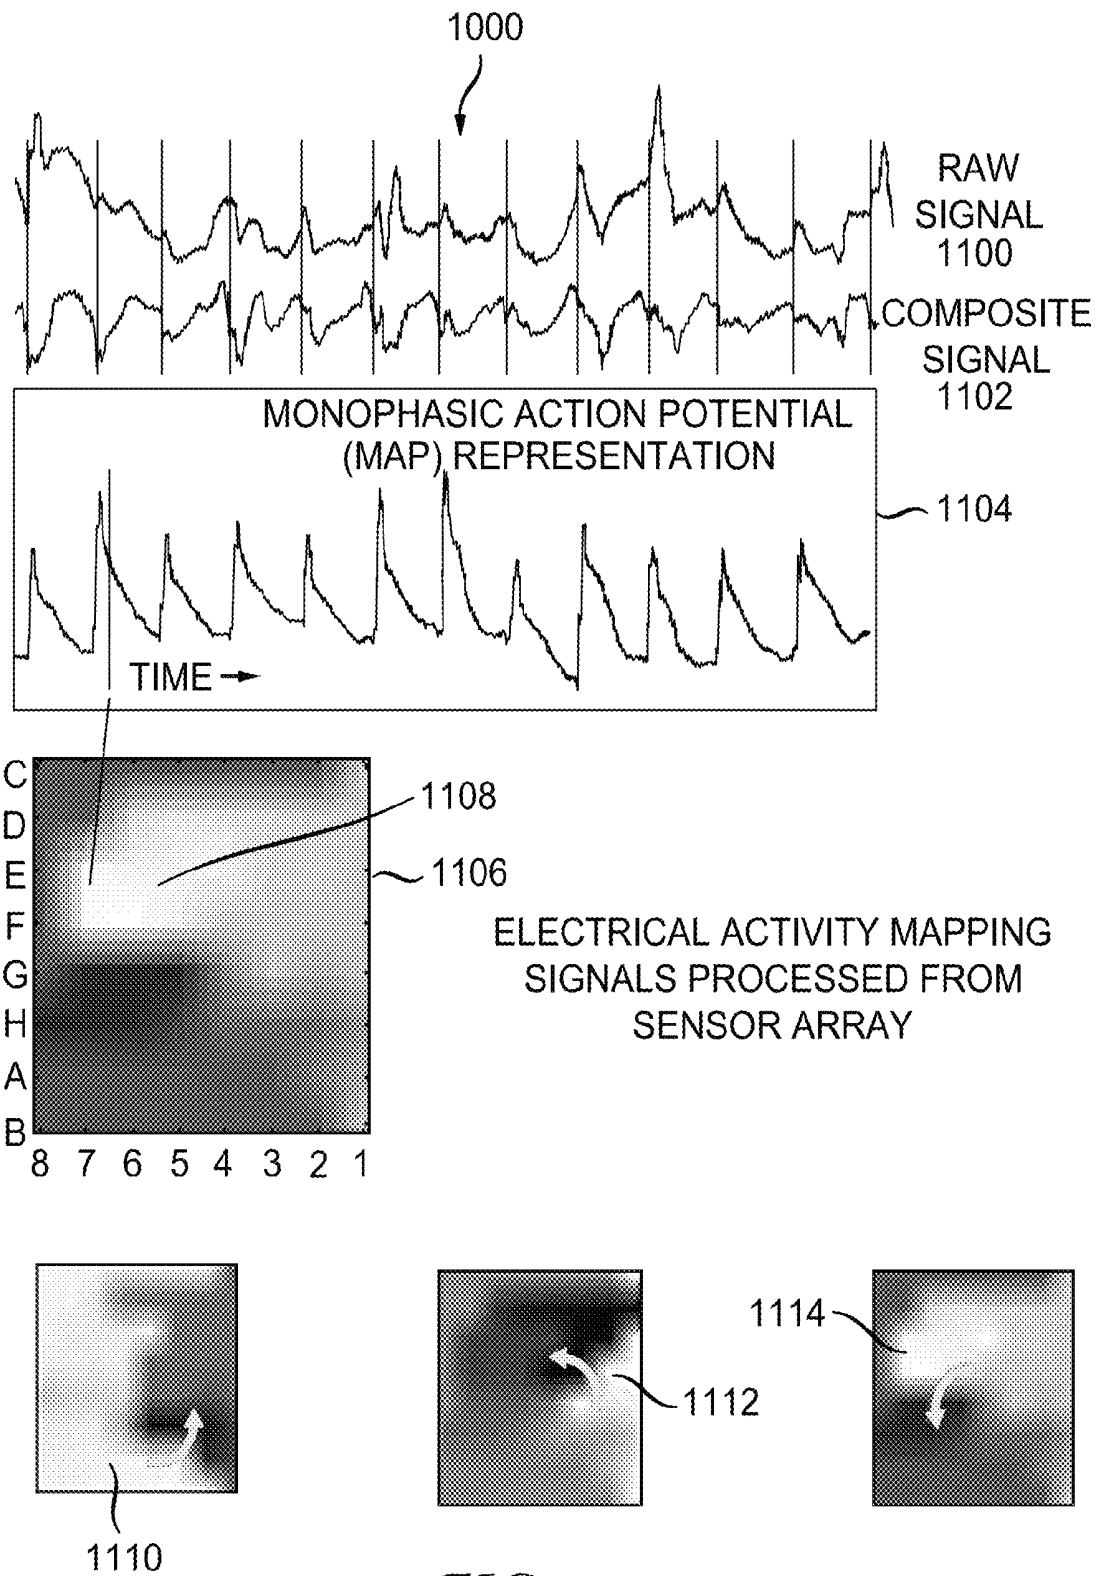 1000
RAW
SIGNAL
1100
COMPOSITE
SIGNAL
1102
MONOPHASIC ACTION POTENTIAL
(MAP) REPRESENTATION
1104
TIME
C
D
E
F
G
H
A
B
8 7 6 5 4 3 2 1
1108
1106
ELECTRICAL ACTIVITY MAPPING
SIGNALS PROCESSED FROM
SENSOR ARRAY
1110
1112
1114